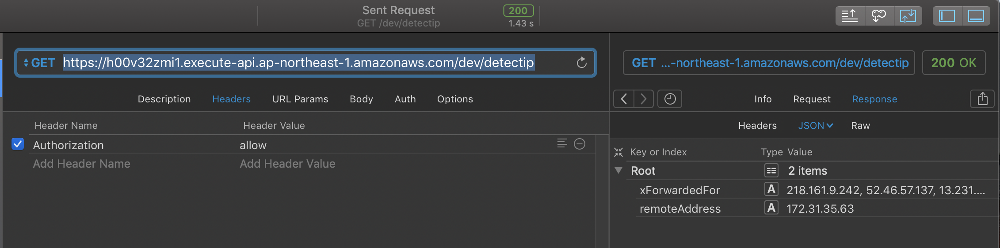 Sent Request
200
GET /dev/detectip
1.43 s
GET https://h00v32zmi1.execute-api.ap-northeast-1.amazonaws.com/dev/detectip
GET ...-northeast-1.amazonaws.com/dev/detectip
200 OK
Description Headers URL Params Body Auth Options
Info Request Response
Header Name Header Value
Headers JSON Raw
Authorization allow
Add Header Name Add Header Value
Key or Index Type Value
Root 2 items
xForwardedFor A 218.161.9.242, 52.46.57.137, 13.231....
remoteAddress A 172.31.35.63